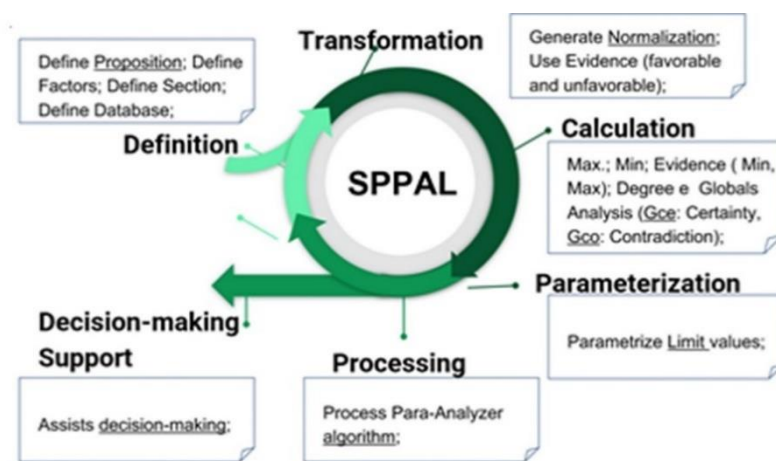 Transformation
Define Proposition; Define
Factors; Define Section;
Define Database;
Generate Normalization;
Use Evidence (favorable
and unfavorable);
Definition
Calculation
SPPAL
Max.; Min; Evidence ( Min,
Max); Degree e Globals
Analysis (Gce: Certainty,
Gco: Contradiction);
Parameterization
Parametrize Limit values;
Decision-making
Support
Processing
Assists decision-making;
Process Para-Analyzer
algorithm;